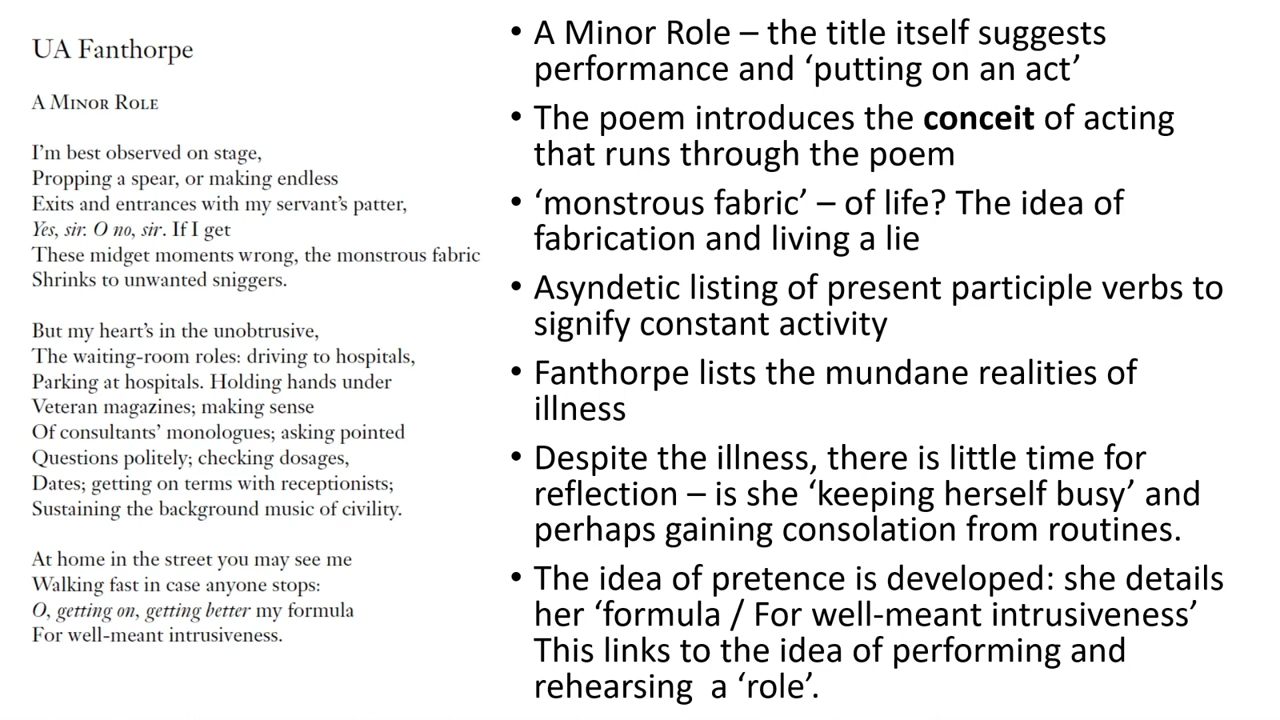 UA Fanthorpe
A Minor Role
I'm best observed on stage,
Propping a spear, or making endless
Exits and entrances with my servant's patter,
Yes, sir. O no, sir. If I get
These midget moments wrong, the monstrous fabric
Shrinks to unwanted sniggers.
But my heart's in the unobtrusive,
The waiting-room roles: driving to hospitals,
Parking at hospitals. Holding hands under
Veteran magazines; making sense
Of consultants' monologues; asking pointed
Questions politely; checking dosages,
Dates; getting on terms with receptionists;
Sustaining the background music of civility.
At home in the street you may see me
Walking fast in case anyone stops:
O, getting on, getting better my formula
For well-meant intrusiveness.
• A Minor Role – the title itself suggests
performance and ‘putting on an act’
• The poem introduces the conceit of acting
that runs through the poem
• ‘monstrous fabric’ – of life? The idea of
fabrication and living a lie
• Asyndetic listing of present participle verbs to
signify constant activity
• Fanthorpe lists the mundane realities of
illness
• Despite the illness, there is little time for
reflection – is she ‘keeping herself busy’ and
perhaps gaining consolation from routines.
• The idea of pretence is developed: she details
her ‘formula / For well-meant intrusiveness’
This links to the idea of performing and
rehearsing  a ‘role’.